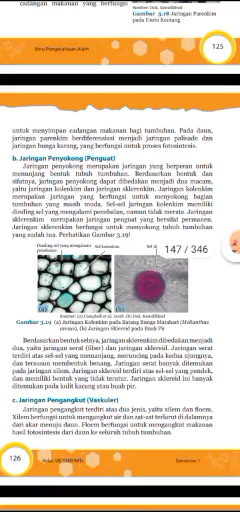 cadangan makanan yang berfungsi
Sumber: Dok. Kemdikbud
Gambar 3.18 Jaringan Parenkim
pada Umbi Kentang
Ilmu Pengetahuan Alam
125
untuk menyimpan cadangan makanan bagi tumbuhan. Pada daun,
jaringan parenkim berdiferensiasi menjadi jaringan palisade dan
jaringan bunga karang, yang berfungsi untuk proses fotosintesis.
b. Jaringan Penyokong (Penguat)
Jaringan penyokong merupakan jaringan yang berperan untuk
menunjang bentuk tubuh tumbuhan. Berdasarkan bentuk dan
sifatnya, jaringan penyokong dapat dibedakan menjadi dua macam,
yaitu jaringan kolenkim dan jaringan sklerenkim. Jaringan kolenkim
merupakan jaringan yang berfungsi untuk menyokong bagian
tumbuhan yang masih muda. Sel-sel jaringan kolenkim memiliki
dinding sel yang mengalami penebalan, namun tidak merata. Jaringan
sklerenkim merupakan jaringan penguat yang bersifat permanen.
Jaringan sklerenkim berfungsi untuk menyokong tubuh tumbuhan
yang sudah tua. Perhatikan Gambar 3.19!
Dinding sel yang mengalami
penebalan
Sel kolenkim
Sel
147 / 346
(a)
(b)
Sumber: (a) Campbell et al. 2008, (b) Dok. Kemdikbud
Gambar 3.19 (a) Jaringan Kolenkim pada Batang Bunga Matahari (Helianthus
annus), (b) Jaringan Sklereid pada Buah Pir
Berdasarkan bentuk selnya, jaringan sklerenkim dibedakan menjadi
dua, yaitu jaringan serat (fiber) dan jaringan sklereid. Jaringan serat
terdiri atas sel-sel yang memanjang, meruncing pada kedua ujungnya,
dan tersusun membentuk benang. Jaringan serat banyak ditemukan
pada jaringan xilem. Jaringan sklereid terdiri atas sel-sel yang pendek,
dan memiliki bentuk yang tidak teratur. Jaringan sklereid ini banyak
ditemukan pada kulit kacang atau buah pir.
c. Jaringan Pengangkut (Vaskuler)
Jaringan pengangkut terdiri atas dua jenis, yaitu xilem dan floem.
Xilem berfungsi untuk mengangkut air dan zat-zat terlarut di dalamnya
dari akar menuju daun. Floem berfungsi untuk mengangkut makanan
hasil fotosintesis dari daun ke seluruh tubuh tumbuhan.
126
Kelas VIII SMP/MTs
Semester 1